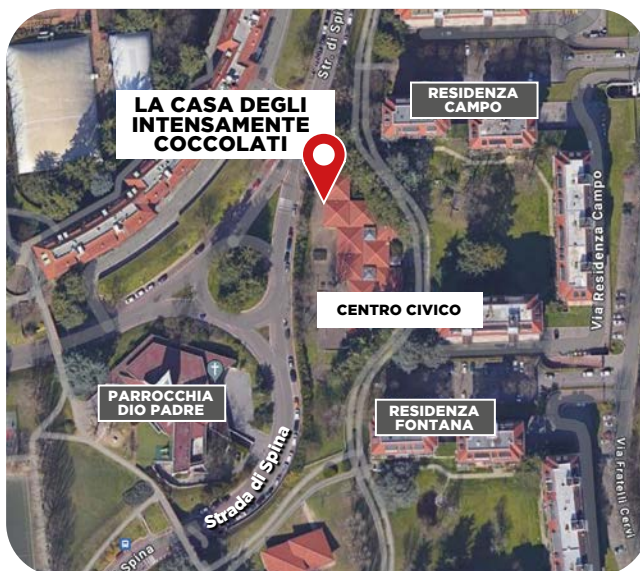 Str. di Spina
LA CASA DEGLI
INTENSAMENTE
COCCOLATI
RESIDENZA
CAMPO
Via Residenza Campo
CENTRO CIVICO
PARROCCHIA
DIO PADRE
RESIDENZA
FONTANA
Strada di Spina
Via Fratelli Cervi
Spina